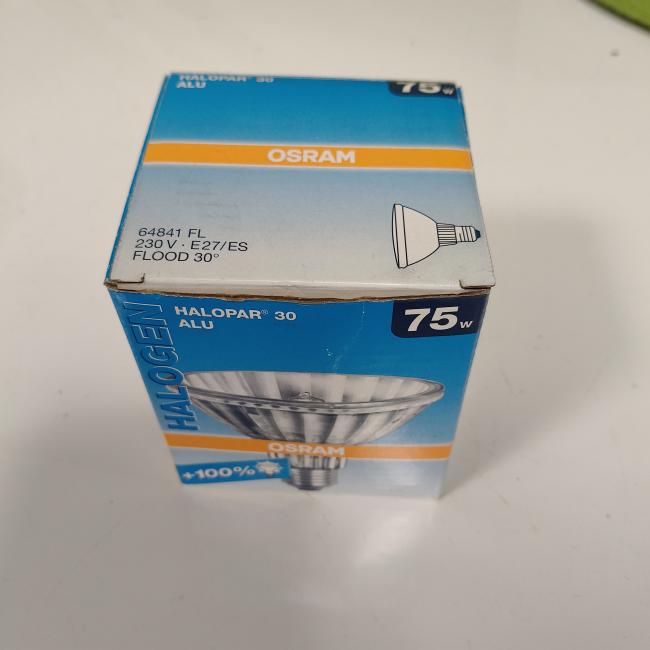 HALOPAR® 30
ALU
75w
OSRAM
64841 FL
230 V · E27/ES
FLOOD 30°
HALOGEN
HALOPAR® 30
ALU
75w
OSRAM
+100%